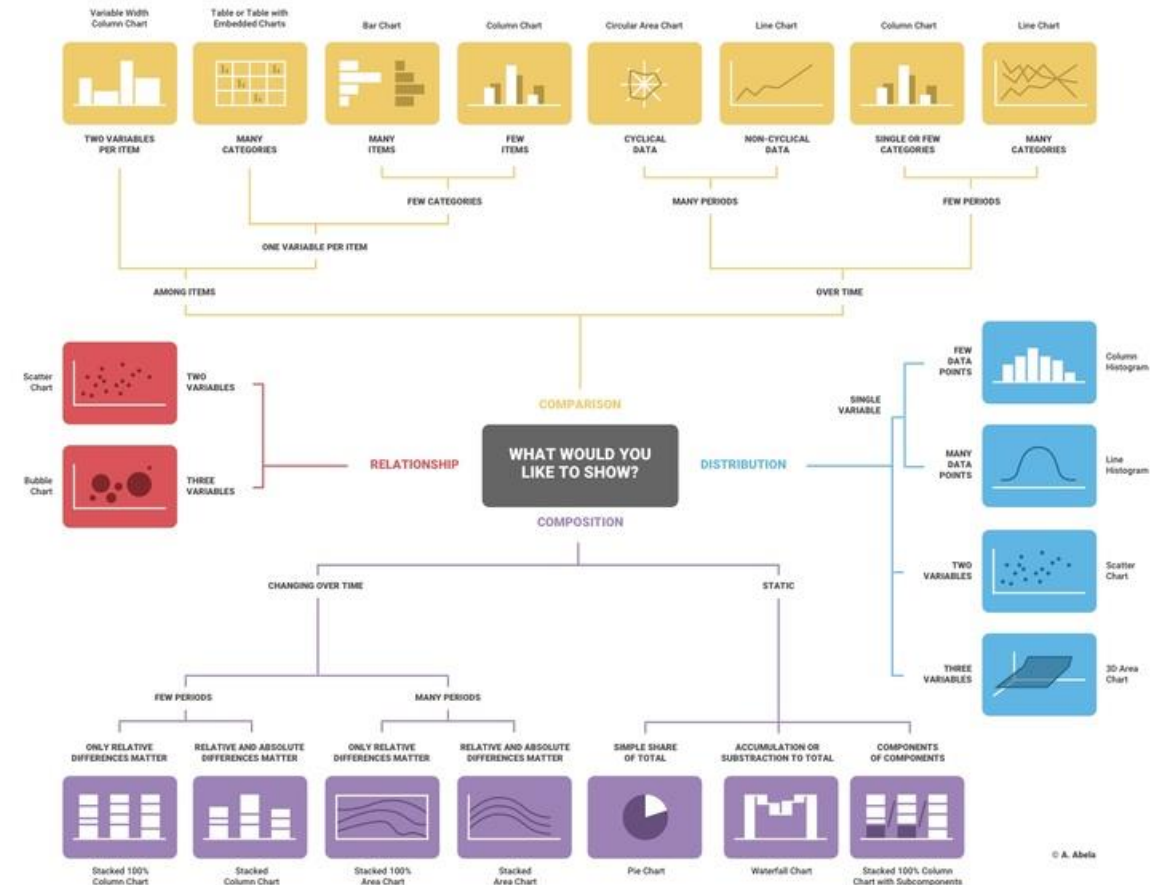 Variable Width
Column Chart
Table or Table with
Embedded Charts
Bar Chart
Column Chart
Circular Area Chart
Line Chart
Column Chart
Line Chart
TWO VARIABLES
PER ITEM
MANY
CATEGORIES
MANY
ITEMS
FEW
ITEMS
CYCLICAL
DATA
NON-CYCLICAL
DATA
SINGLE OR FEW
CATEGORIES
MANY
CATEGORIES
FEW CATEGORIES
MANY PERIODS
FEW PERIODS
ONE VARIABLE PER ITEM
AMONG ITEMS
OVER TIME
COMPARISON
Scatter
Chart
TWO
VARIABLES
Bubble
Chart
THREE
VARIABLES
RELATIONSHIP
WHAT WOULD YOU
LIKE TO SHOW?
DISTRIBUTION
SINGLE
VARIABLE
FEW
DATA
POINTS
Column
Histogram
MANY
DATA
POINTS
Line
Histogram
TWO
VARIABLES
Scatter
Chart
THREE
VARIABLES
3D Area
Chart
COMPOSITION
CHANGING OVER TIME
STATIC
FEW PERIODS
MANY PERIODS
ONLY RELATIVE
DIFFERENCES MATTER
RELATIVE AND ABSOLUTE
DIFFERENCES MATTER
ONLY RELATIVE
DIFFERENCES MATTER
RELATIVE AND ABSOLUTE
DIFFERENCES MATTER
SIMPLE SHARE
OF TOTAL
ACCUMULATION OR
SUBSTRACTION TO TOTAL
COMPONENTS
OF COMPONENTS
Stacked 100%
Column Chart
Stacked
Column Chart
Stacked 100%
Area Chart
Stacked
Area Chart
Pie Chart
Waterfall Chart
Stacked 100% Column
Chart with Subcomponents
© A. Abela